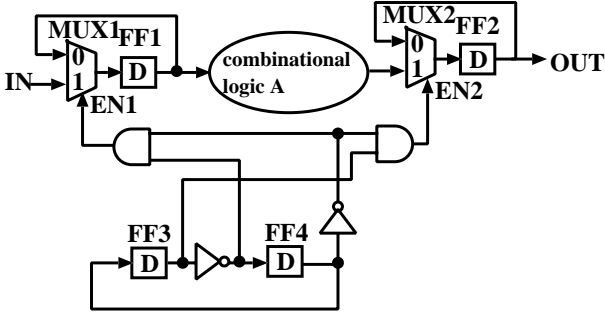 MUX1 FF1
0
1
D
IN
EN1
combinational
logic A
MUX2 FF2
0
1
D
OUT
EN2
FF3
D
FF4
D